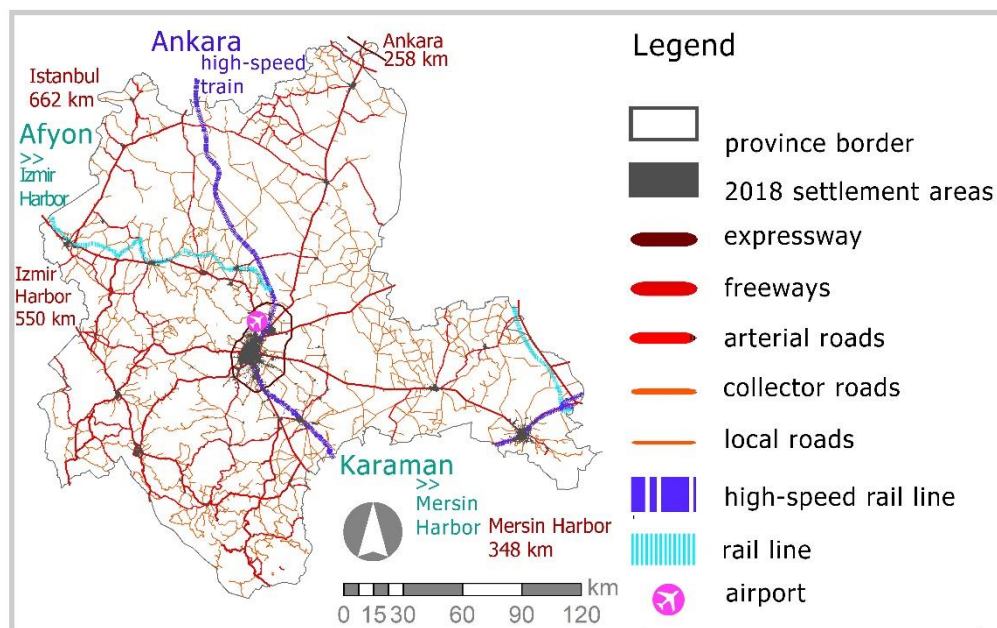 Ankara
high-speed
train
Ankara
258 km
Istanbul
662 km
Afyon
>>
Izmir
Harbor
Izmir
Harbor
550 km
Karaman
>>
Mersin
Harbor
Mersin Harbor
348 km
km
0 15 30 60 90 120
Legend
province border
2018 settlement areas
expressway
freeways
arterial roads
collector roads
local roads
high-speed rail line
rail line
airport